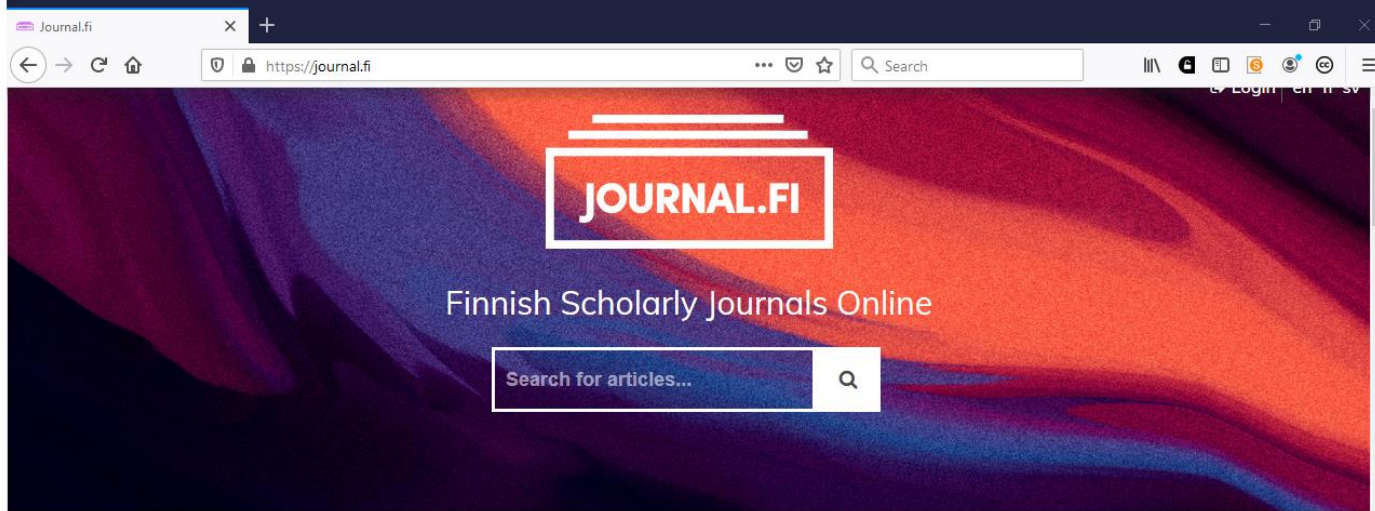 Journal.fi
https://journal.fi
Search
Login en fi sv
JOURNAL.FI
Finnish Scholarly Journals Online
Search for articles...